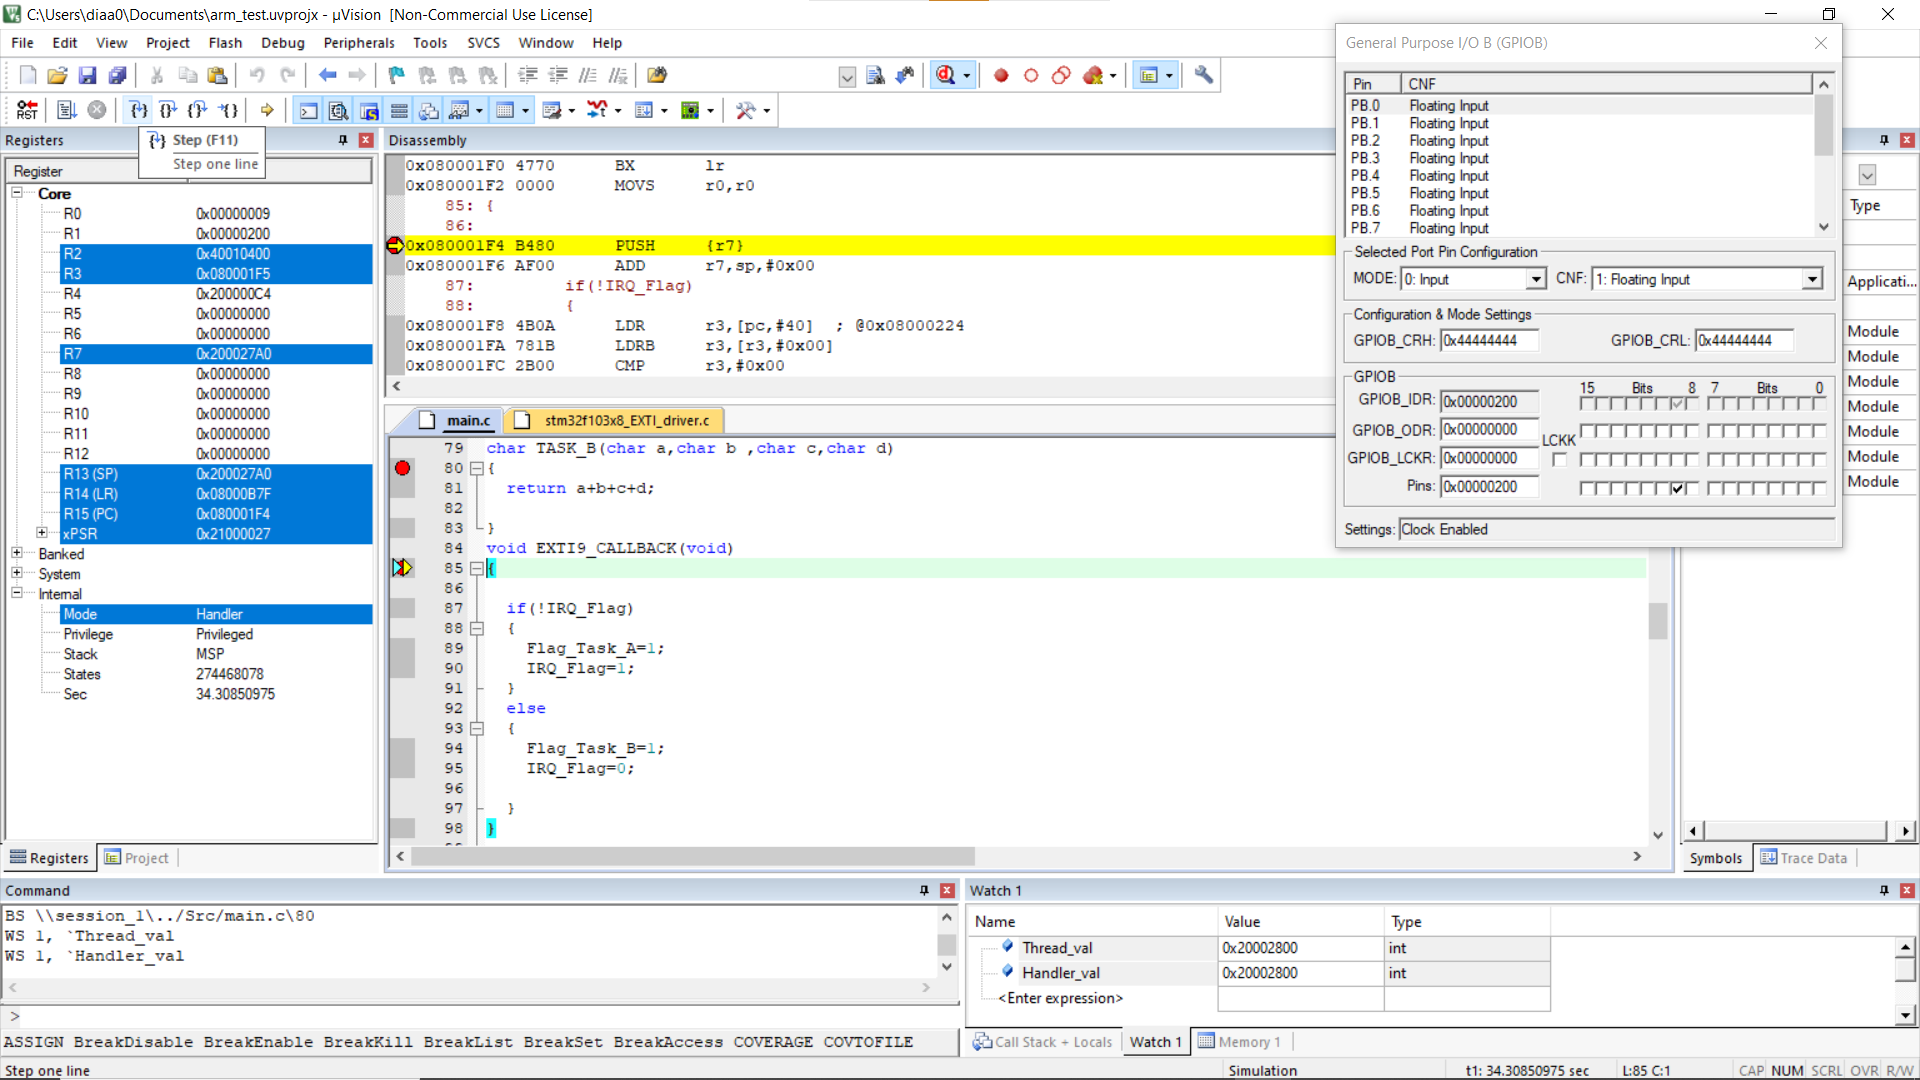 C:\Users\diaa0\Documents\arm_test.uvprojx - µVision  [Non-Commercial Use License]
File Edit View Project Flash Debug Peripherals Tools SVCS Window Help
RST
Registers
Step (F11)
Step one line
Register
Core
R0 0x00000009
R1 0x00000200
R2 0x40010400
R3 0x080001F5
R4 0x200000C4
R5 0x00000000
R6 0x00000000
R7 0x200027A0
R8 0x00000000
R9 0x00000000
R10 0x00000000
R11 0x00000000
R12 0x00000000
R13 (SP) 0x200027A0
R14 (LR) 0x08000B7F
R15 (PC) 0x080001F4
xPSR 0x21000027
Banked
System
Internal
Mode Handler
Privilege Privileged
Stack MSP
States 274468078
Sec 34.30850975
Registers Project
Disassembly
0x080001F0 4770 BX lr
0x080001F2 0000 MOVS r0,r0
85: {
86:
0x080001F4 B480 PUSH {r7}
0x080001F6 AF00 ADD r7,sp,#0x00
87: if(!IRQ_Flag)
88: {
0x080001F8 4B0A LDR r3,[pc,#40] ; @0x08000224
0x080001FA 781B LDRB r3,[r3,#0x00]
0x080001FC 2B00 CMP r3,#0x00
main.c stm32f103x8_EXTI_driver.c
79 char TASK_B(char a,char b ,char c,char d)
80 {
81 return a+b+c+d;
82
83 }
84 void EXTI9_CALLBACK(void)
85 {
86
87 if(!IRQ_Flag)
88 {
89 Flag_Task_A=1;
90 IRQ_Flag=1;
91 }
92 else
93 {
94 Flag_Task_B=1;
95 IRQ_Flag=0;
96
97 }
98 }
General Purpose I/O B (GPIOB)
Pin CNF
PB.0 Floating Input
PB.1 Floating Input
PB.2 Floating Input
PB.3 Floating Input
PB.4 Floating Input
PB.5 Floating Input
PB.6 Floating Input
PB.7 Floating Input
Selected Port Pin Configuration
MODE: 0: Input CNF: 1: Floating Input
Configuration & Mode Settings
GPIOB_CRH: 0x44444444 GPIOB_CRL: 0x44444444
GPIOB
15 Bits 8 7 Bits 0
GPIOB_IDR: 0x00000200
GPIOB_ODR: 0x00000000
LCKK
GPIOB_LCKR: 0x00000000
Pins: 0x00000200
Settings: Clock Enabled
Type
Applicati...
Module
Module
Module
Module
Module
Module
Module
Symbols Trace Data
Command
BS \\session_1\../Src/main.c\80
WS 1, `Thread_val
WS 1, `Handler_val
>
ASSIGN BreakDisable BreakEnable BreakKill BreakList BreakSet BreakAccess COVERAGE COVTOFILE
Watch 1
Name Value Type
Thread_val 0x20002800 int
Handler_val 0x20002800 int
<Enter expression>
Call Stack + Locals Watch 1 Memory 1
Step one line Simulation t1: 34.30850975 sec L:85 C:1 CAP NUM SCRL OVR R/W